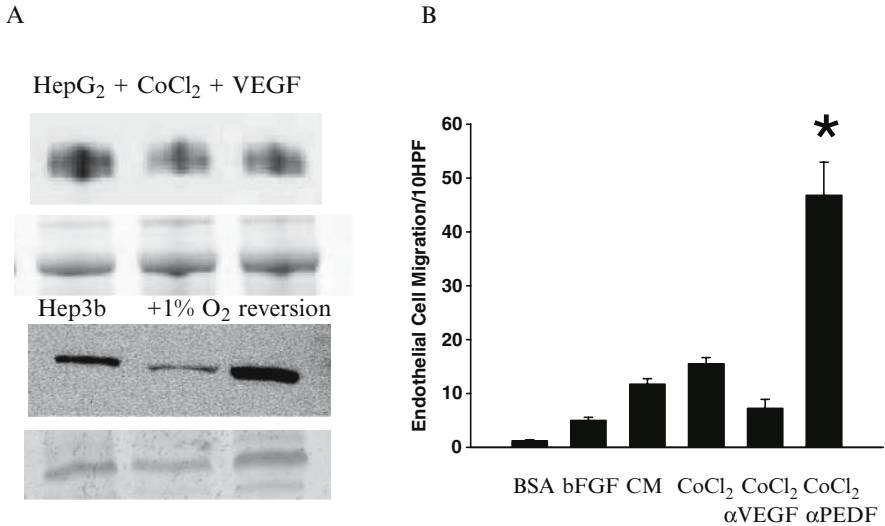 A
HepG₂ + CoCl₂ + VEGF
Hep3b +1% O₂ reversion
B
Endothelial Cell Migration/10HPF
60
50
40
30
20
10
0
*
BSA bFGF CM CoCl₂ CoCl₂ CoCl₂
αVEGF αPEDF